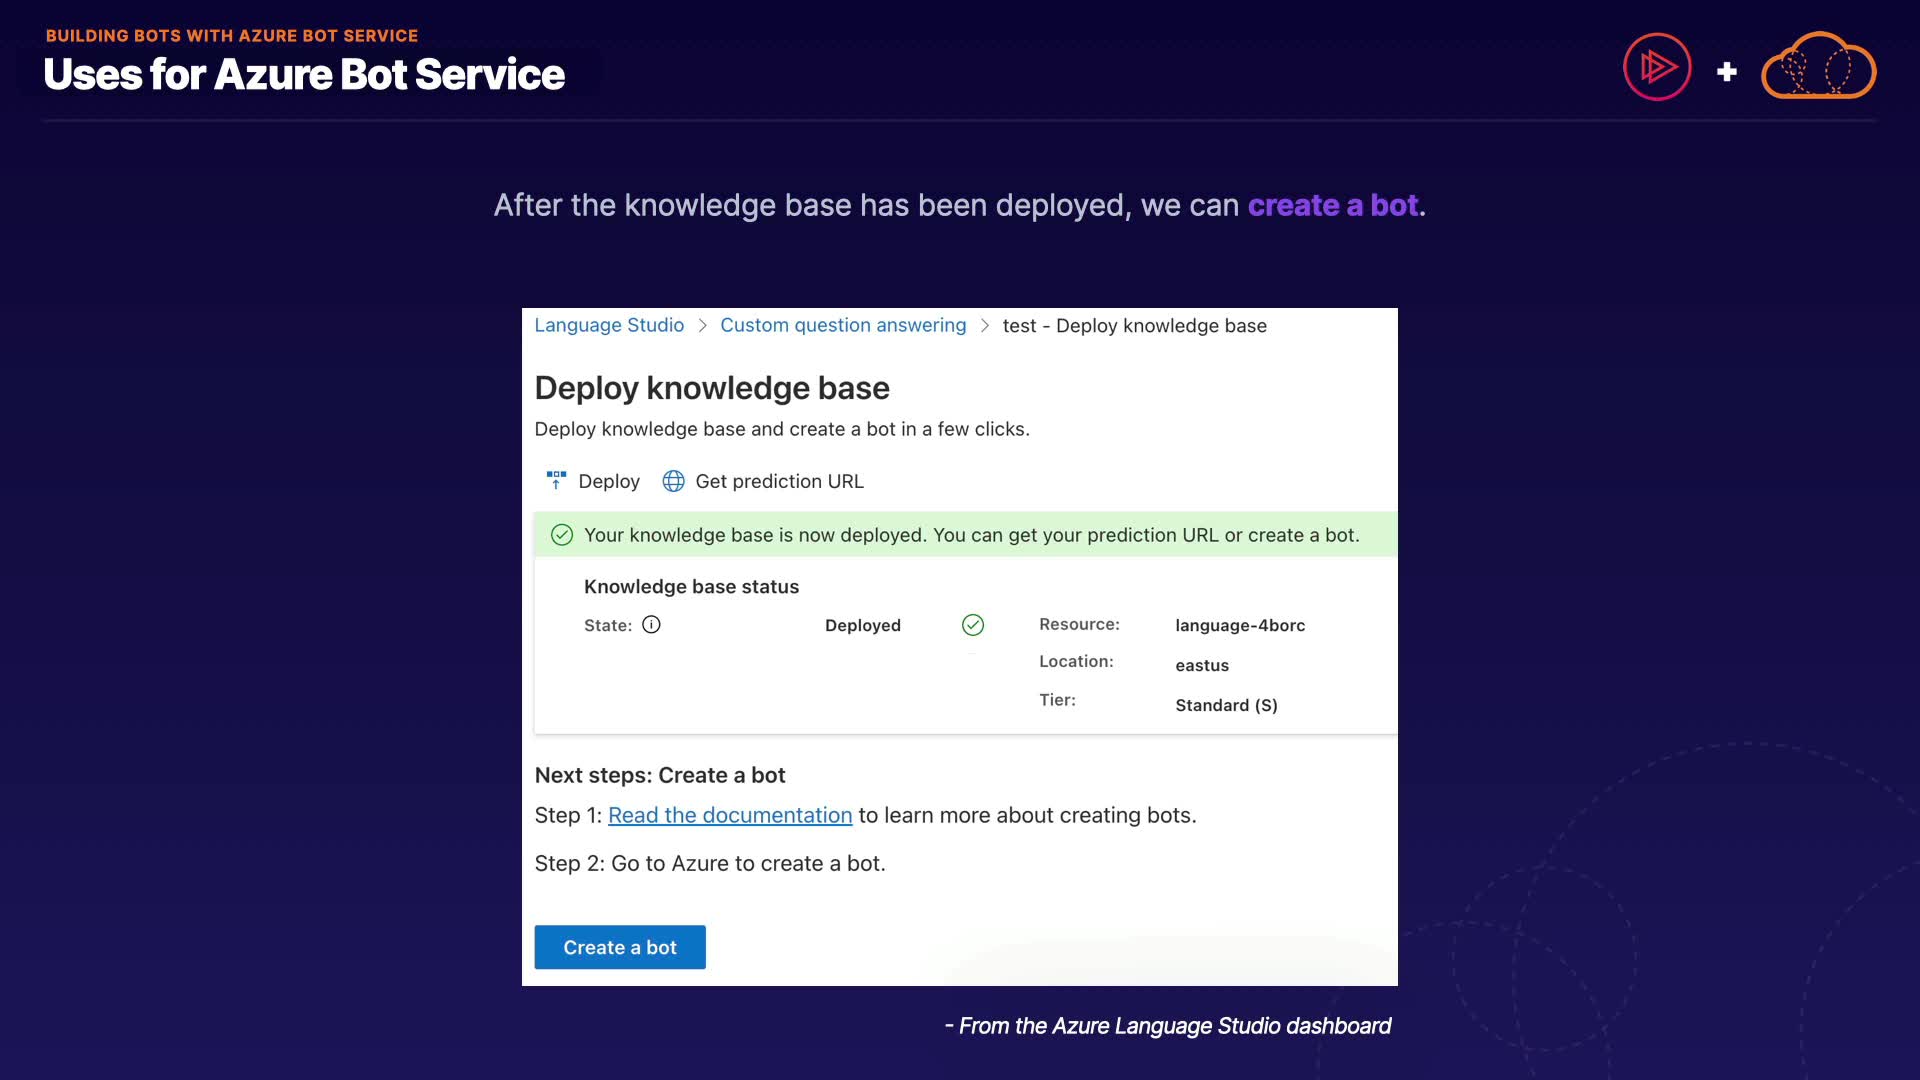 BUILDING BOTS WITH AZURE BOT SERVICE
Uses for Azure Bot Service
After the knowledge base has been deployed, we can create a bot.
Language Studio > Custom question answering > test - Deploy knowledge base
Deploy knowledge base
Deploy knowledge base and create a bot in a few clicks.
Deploy Get prediction URL
Your knowledge base is now deployed. You can get your prediction URL or create a bot.
Knowledge base status
State: Deployed Resource: language-4borc
Location: eastus
Tier: Standard (S)
Next steps: Create a bot
Step 1: Read the documentation to learn more about creating bots.
Step 2: Go to Azure to create a bot.
Create a bot
- From the Azure Language Studio dashboard